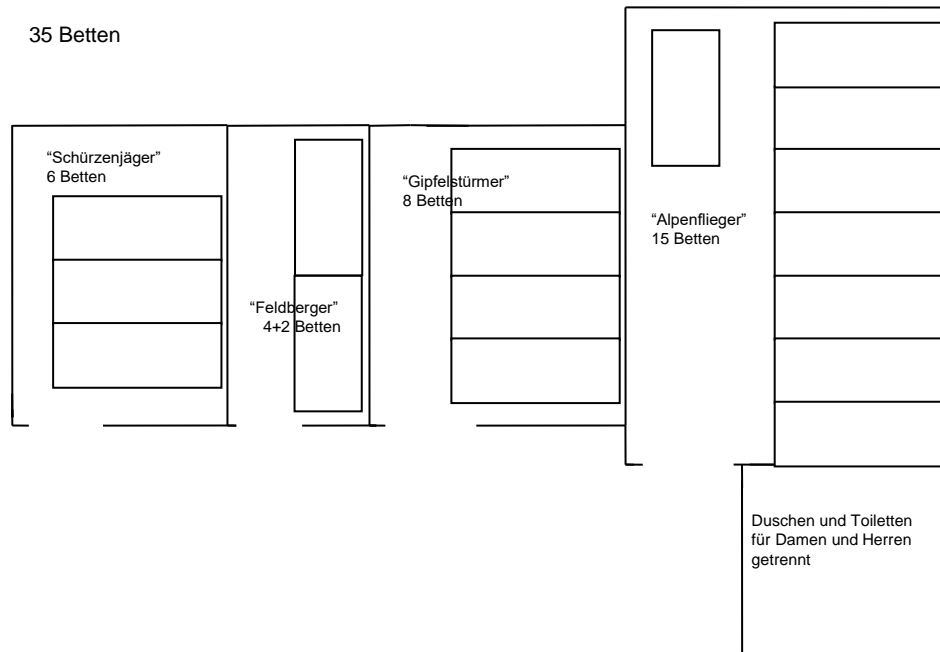 35 Betten
“Schürzenjäger”
6 Betten
“Feldberger”
4+2 Betten
“Gipfelstürmer”
8 Betten
“Alpenflieger”
15 Betten
Duschen und Toiletten
für Damen und Herren
getrennt